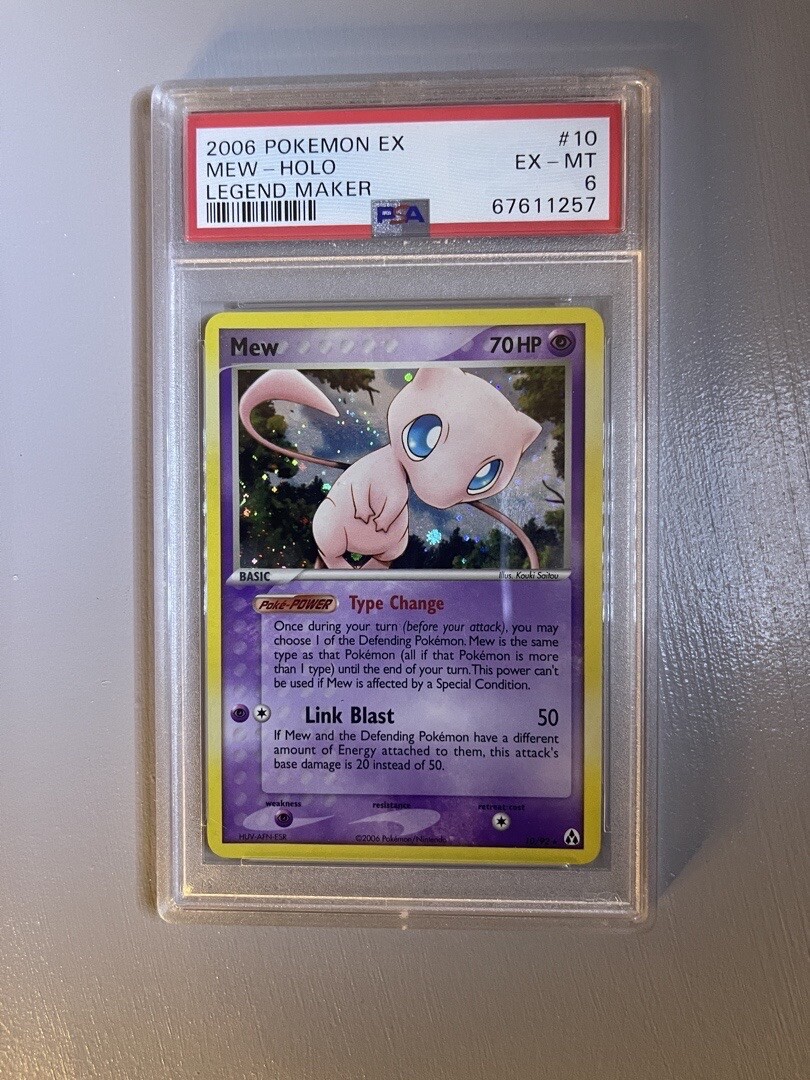 2006 POKEMON EX #10
MEW - HOLO EX - MT
LEGEND MAKER 6
PSA 67611257
Mew 70 HP
BASIC Illus. Kouki Saitou
Poké-POWER Type Change
Once during your turn (before your attack), you may
choose 1 of the Defending Pokémon. Mew is the same
type as that Pokémon (all if that Pokémon is more
than 1 type) until the end of your turn. This power can't
be used if Mew is affected by a Special Condition.
Link Blast 50
If Mew and the Defending Pokémon have a different
amount of Energy attached to them, this attack's
base damage is 20 instead of 50.
weakness resistance retreat cost
HUV-AFN-ESR ©2006 Pokémon/Nintendo